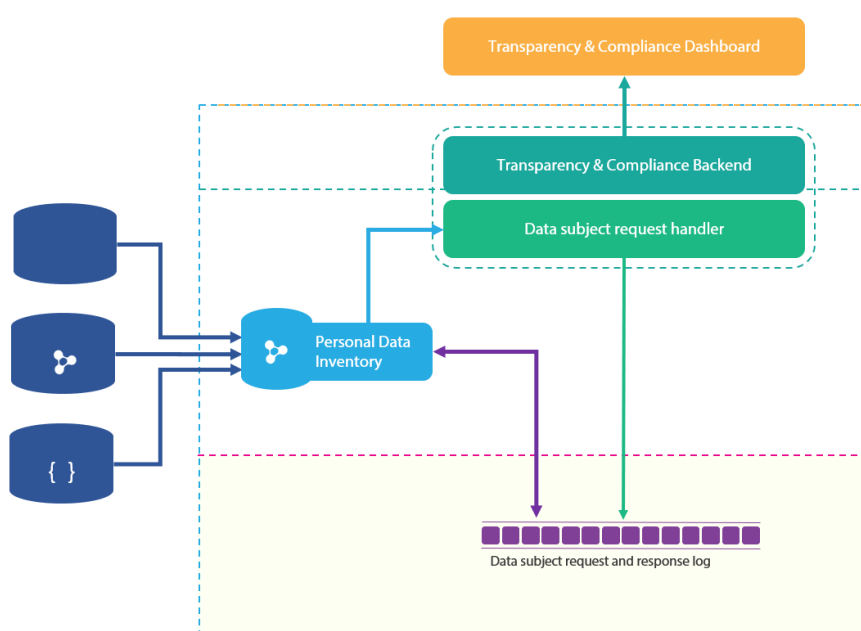 Transparency & Compliance Dashboard
Transparency & Compliance Backend
Data subject request handler
Personal Data
Inventory
{ }
Data subject request and response log